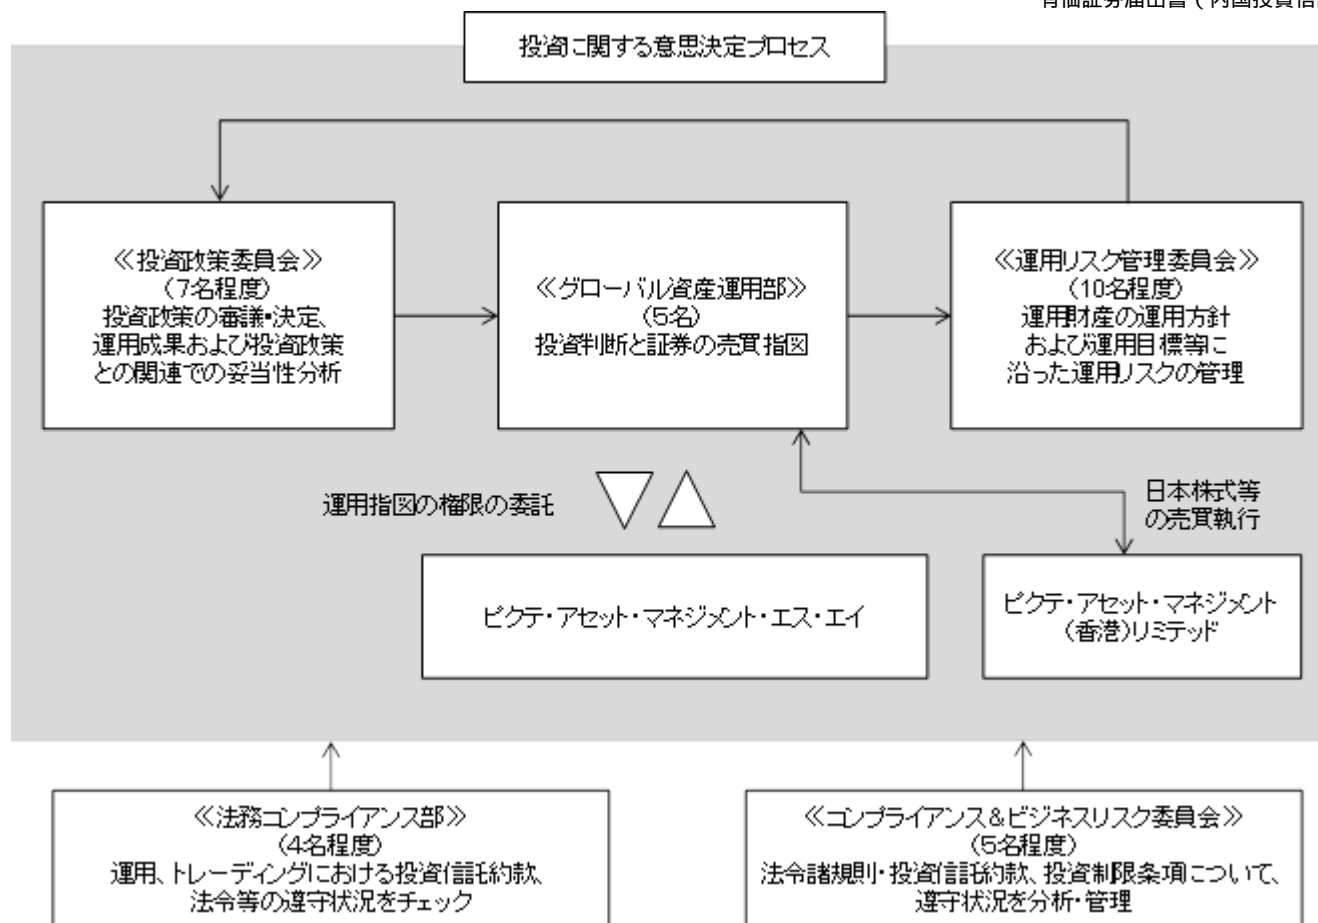 有価証券届出書(内国投資信
投資に関する意思決定プロセス
≪投資政策委員会≫
(7名程度)
投資政策の審議・決定、
運用成果および投資政策
との関連での妥当性分析
≪グローバル資産運用部≫
(5名)
投資判断と証券の売買指図
≪運用リスク管理委員会≫
(10名程度)
運用財産の運用方針
および運用目標等に
沿った運用リスクの管理
運用指図の権限の委託
日本株式等
の売買執行
ピクテ・アセット・マネジメント・エス・エイ
ピクテ・アセット・マネジメント
(香港)リミテッド
≪法務コンプライアンス部≫
(4名程度)
運用、トレーディングにおける投資信託約款、
法令等の遵守状況をチェック
≪コンプライアンス&ビジネスリスク委員会≫
(5名程度)
法令諸規則・投資信託約款、投資制限条項について、
遵守状況を分析・管理